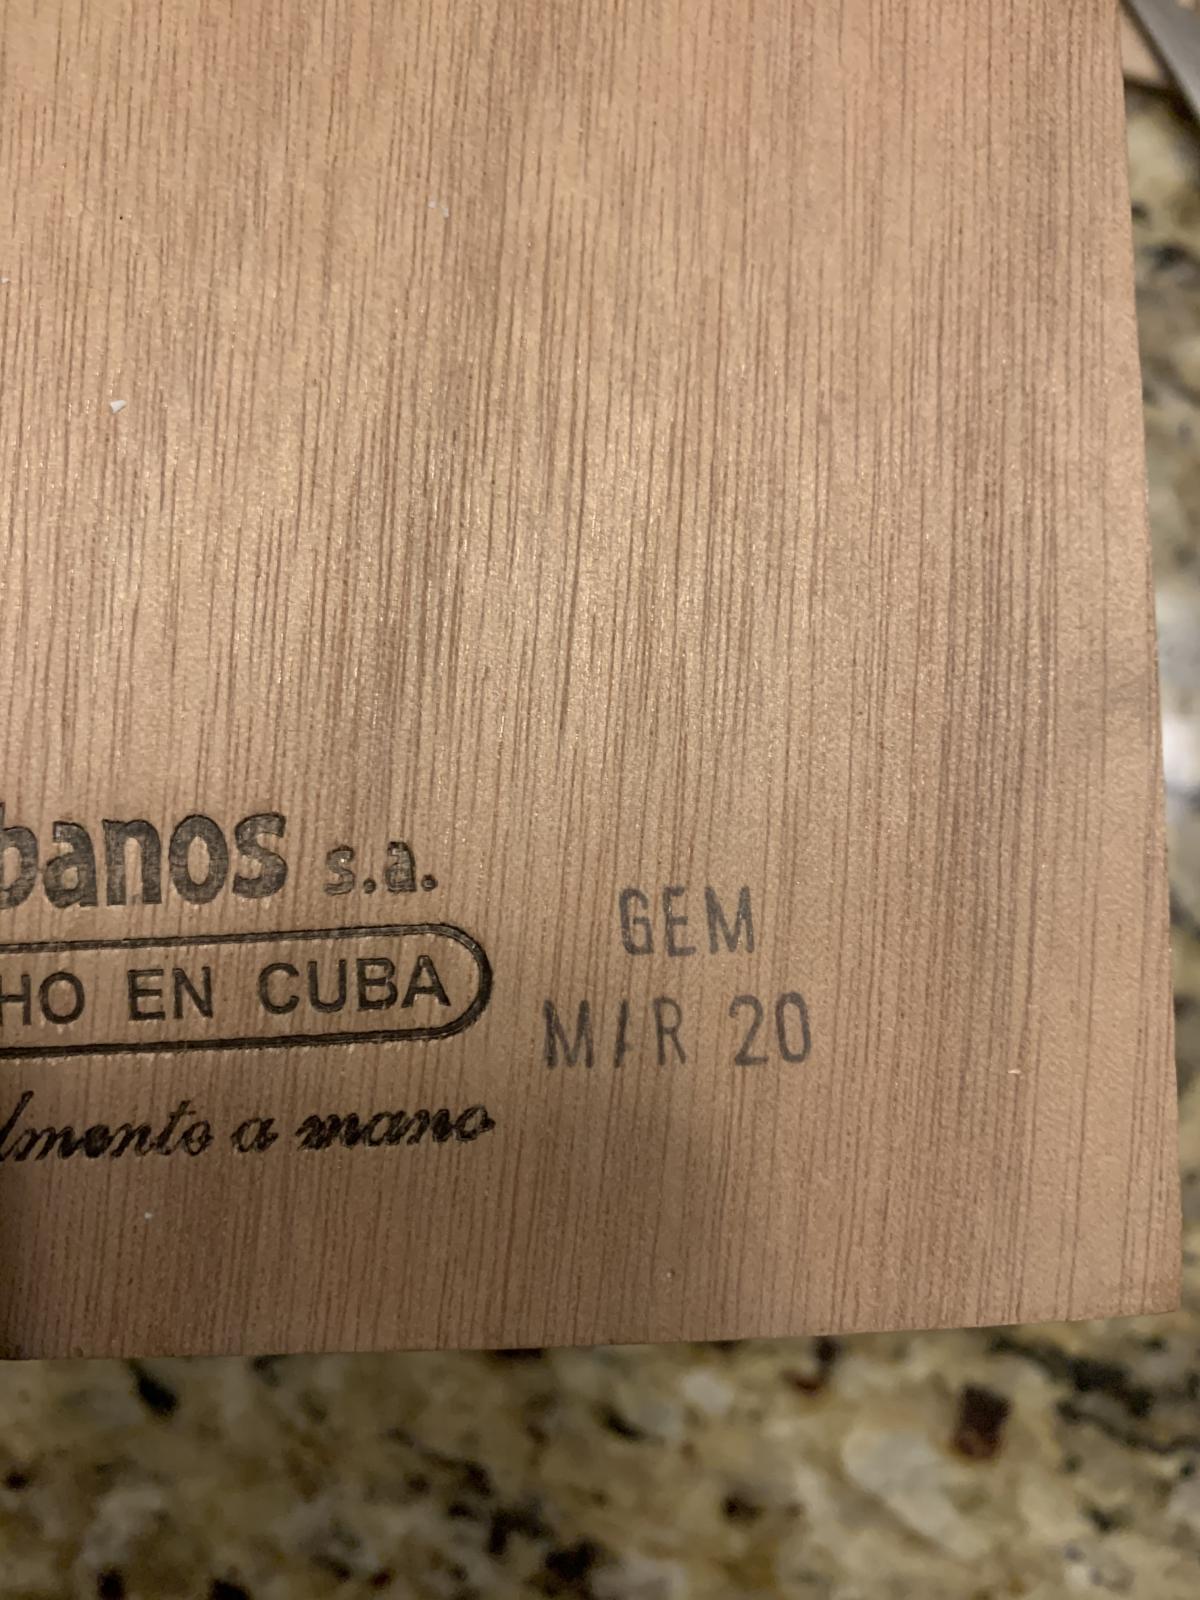 banos s.a.
HO EN CUBA
lmente a mano
GEM
MAR 20